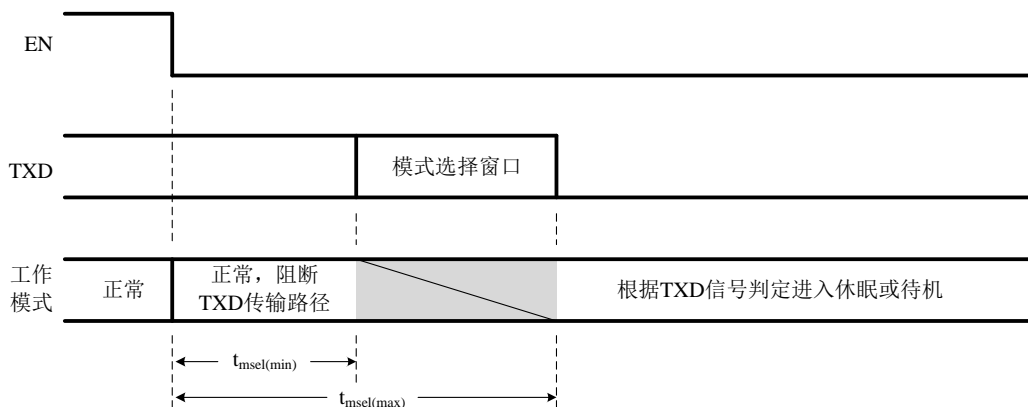 EN
TXD
模式选择窗口
工作
模式
正常
正常，阻断
TXD传输路径
根据TXD信号判定进入休眠或待机
tmsel(min)
tmsel(max)